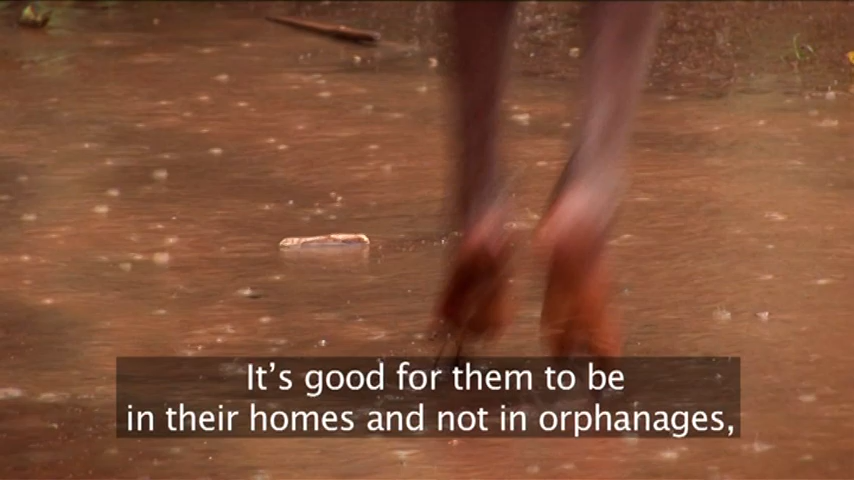 It’s good for them to be
in their homes and not in orphanages,